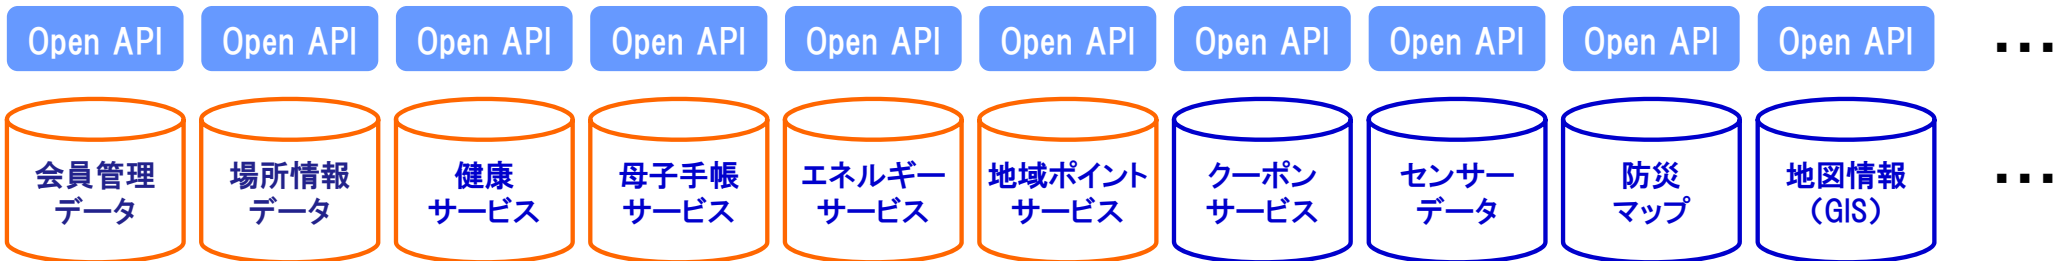 Open API Open API Open API Open API Open API Open API Open API Open API Open API Open API ...
会員管理
データ
場所情報
データ
健康
サービス
母子手帳
サービス
エネルギー
サービス
地域ポイント
サービス
クーポン
サービス
センサー
データ
防災
マップ
地図情報
（GIS）
...